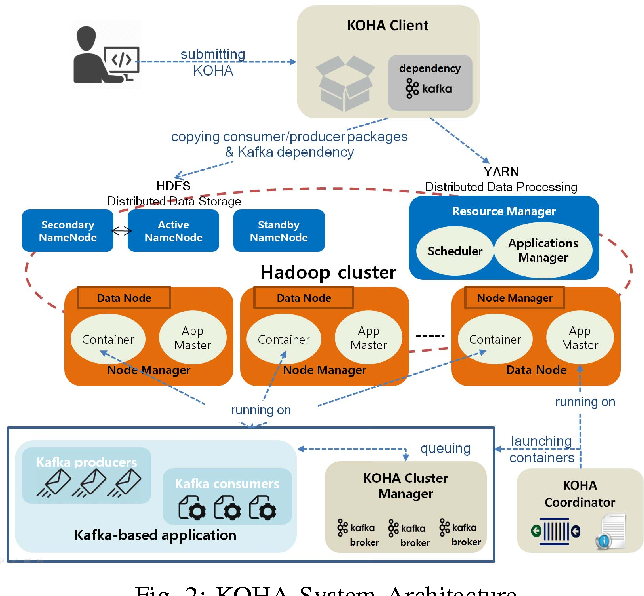 KOHA Client
submitting
KOHA
dependency
kafka
copying consumer/producer packages
& Kafka dependency
HDFS
Distributed Data Storage
YARN
Distributed Data Processing
Secondary
NameNode
Active
NameNode
Standby
NameNode
Resource Manager
Scheduler
Applications
Manager
Hadoop cluster
Data Node
Container
App
Master
Node Manager
Data Node
Container
App
Master
Node Manager
Node Manager
Container
App
Master
Data Node
running on
running on
Kafka producers
Kafka consumers
Kafka-based application
queuing
KOHA Cluster
Manager
kafka
broker
kafka
broker
kafka
broker
launching
containers
KOHA
Coordinator
Fig. 2: KOHA System Architecture